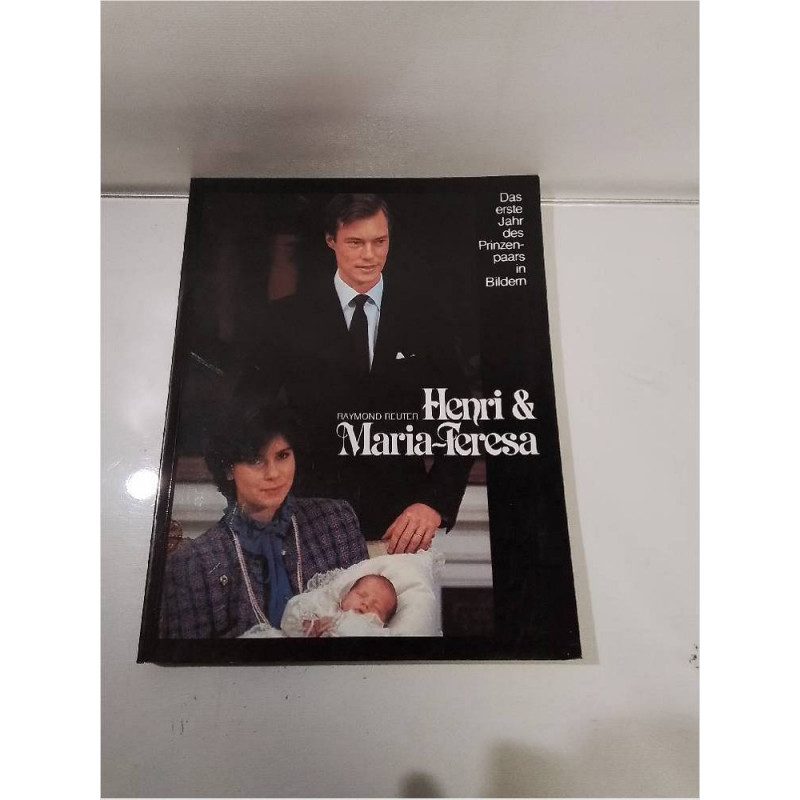 Das
erste
Jahr
des
Prinzen-
paars
in
Bildern
RAYMOND REUTER Henri &
Maria-Teresa